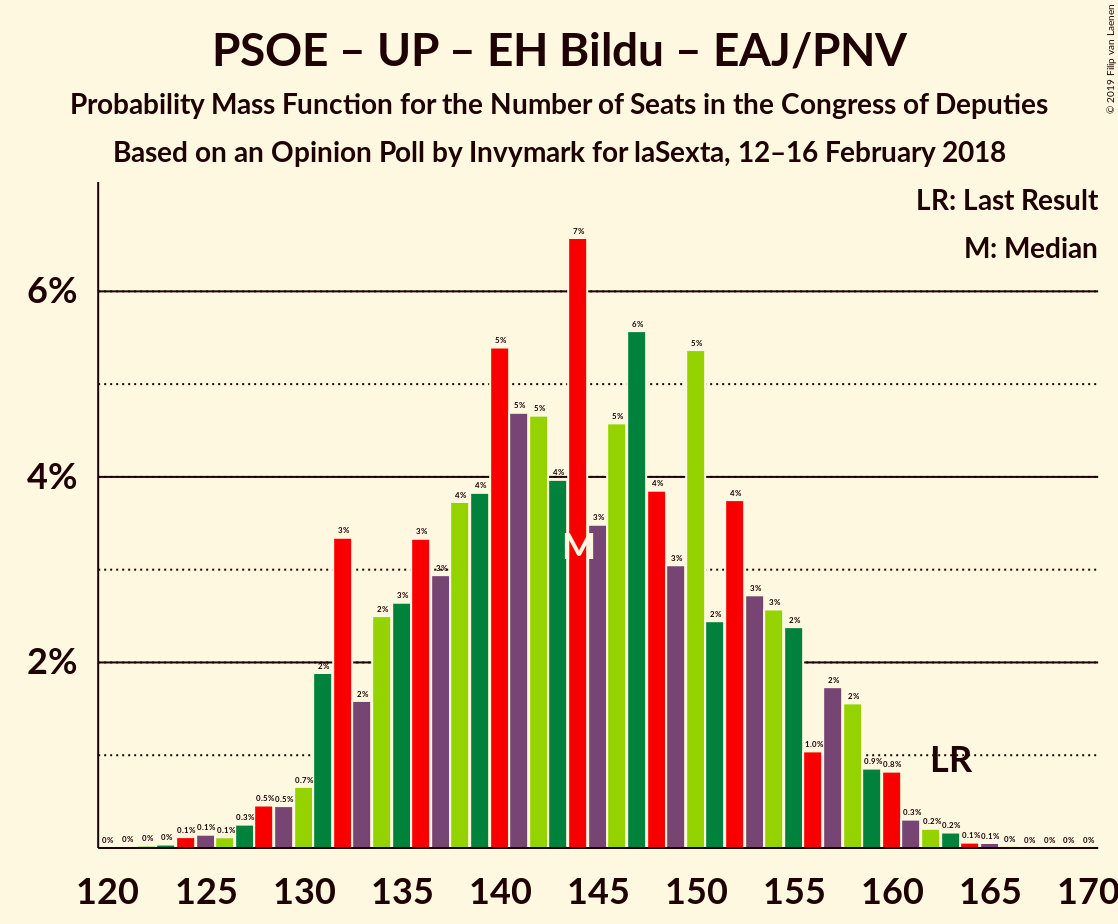 PSOE – UP – EH Bildu – EAJ/PNV
Probability Mass Function for the Number of Seats in the Congress of Deputies
Based on an Opinion Poll by Invymark for laSexta, 12–16 February 2018
© 2019 Filip van Laenen
LR: Last Result
M: Median
6%
4%
2%
0% 0% 0% 0% 0.1% 0.1% 0.1% 0.3% 0.5% 0.5% 0.7% 2% 3% 2% 2% 3% 3% 3% 4% 4% 5% 5% 5% 4% 7% 3% 5% 6% 4% 3% 5% 2% 4% 3% 3% 2% 1.0% 2% 2% 0.9% 0.8% 0.3% 0.2% 0.2% 0.1% 0.1% 0% 0% 0% 0% 0%
M
LR
120 125 130 135 140 145 150 155 160 165 170